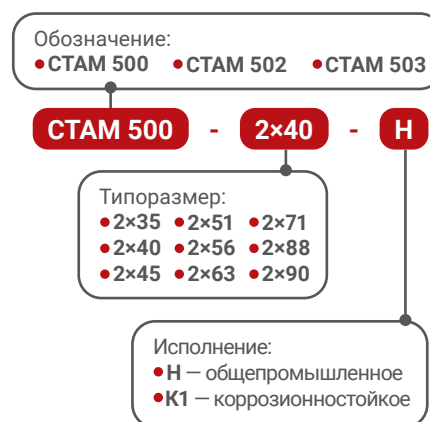 Обозначение:
•СТАМ 500 •СТАМ 502 •СТАМ 503
СТАМ 500 - 2×40 - Н
Типоразмер:
•2×35 •2×51 •2×71
•2×40 •2×56 •2×88
•2×45 •2×63 •2×90
Исполнение:
•Н — общепромышленное
•К1 — коррозионностойкое